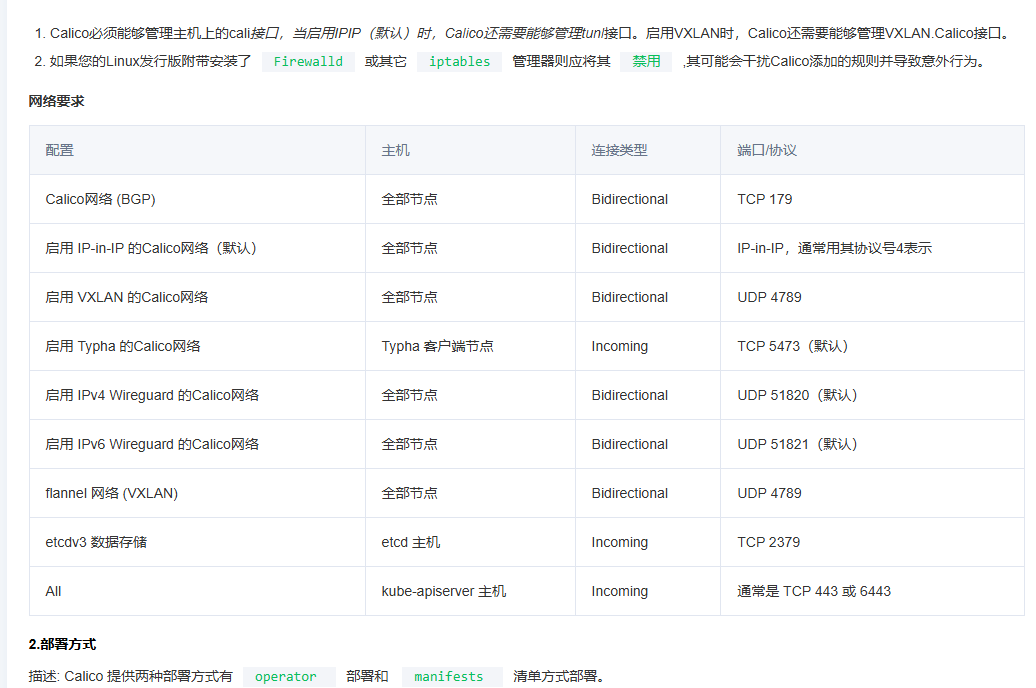 1. Calico必须能够管理主机上的cali接口，当启用IPIP（默认）时，Calico还需要能够管理tunl接口。启用VXLAN时，Calico还需要能够管理VXLAN.Calico接口。
2. 如果您的Linux发行版附带安装了 Firewalld 或其它 iptables 管理器则应将其 禁用 ,其可能会干扰Calico添加的规则并导致意外行为。
网络要求
配置 主机 连接类型 端口/协议
Calico网络 (BGP) 全部节点 Bidirectional TCP 179
启用 IP-in-IP 的Calico网络（默认） 全部节点 Bidirectional IP-in-IP，通常用其协议号4表示
启用 VXLAN 的Calico网络 全部节点 Bidirectional UDP 4789
启用 Typha 的Calico网络 Typha 客户端节点 Incoming TCP 5473（默认）
启用 IPv4 Wireguard 的Calico网络 全部节点 Bidirectional UDP 51820（默认）
启用 IPv6 Wireguard 的Calico网络 全部节点 Bidirectional UDP 51821（默认）
flannel 网络 (VXLAN) 全部节点 Bidirectional UDP 4789
etcdv3 数据存储 etcd 主机 Incoming TCP 2379
All kube-apiserver 主机 Incoming 通常是 TCP 443 或 6443
2.部署方式
描述: Calico 提供两种部署方式有 operator 部署和 manifests 清单方式部署。